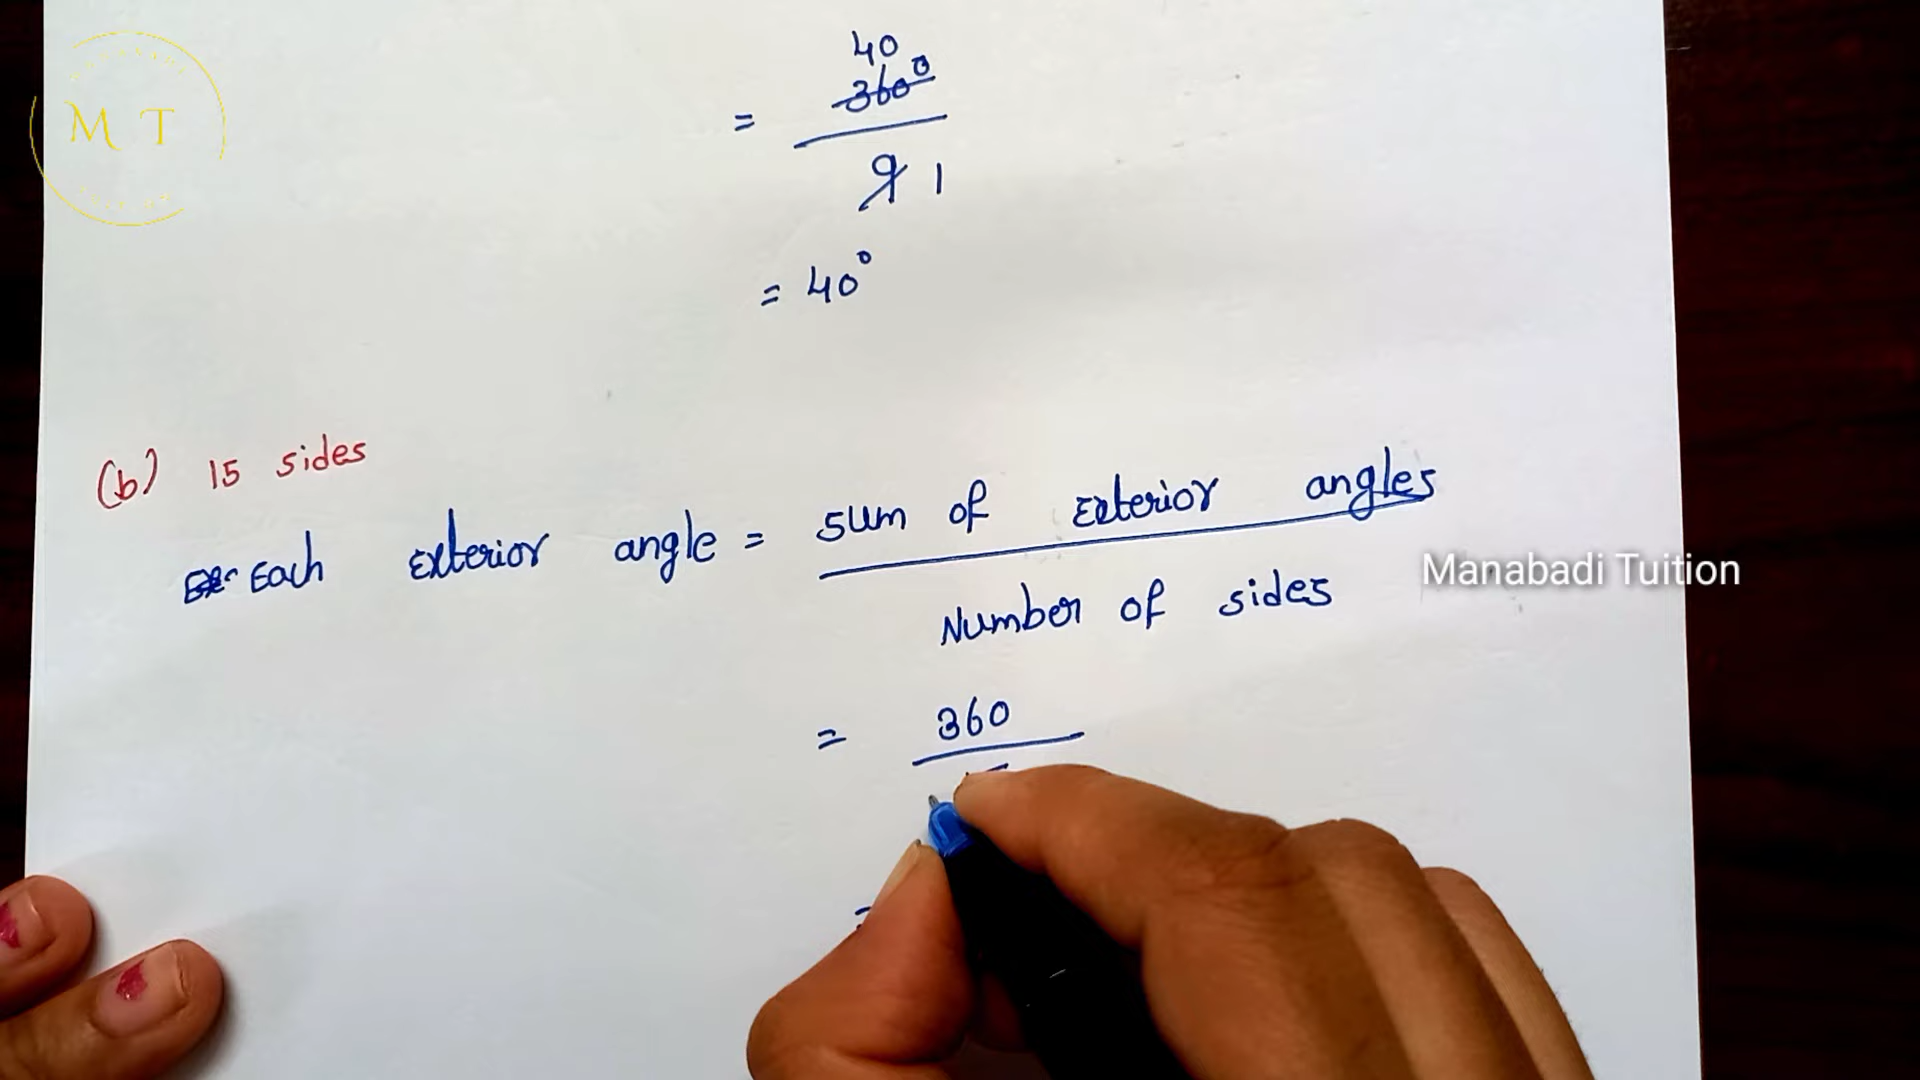 M T
40
= 360°
9 1
= 40°
(b) 15 sides
Each exterior angle = sum of Exterior angles
Number of sides
Manabadi Tuition
= 360
=